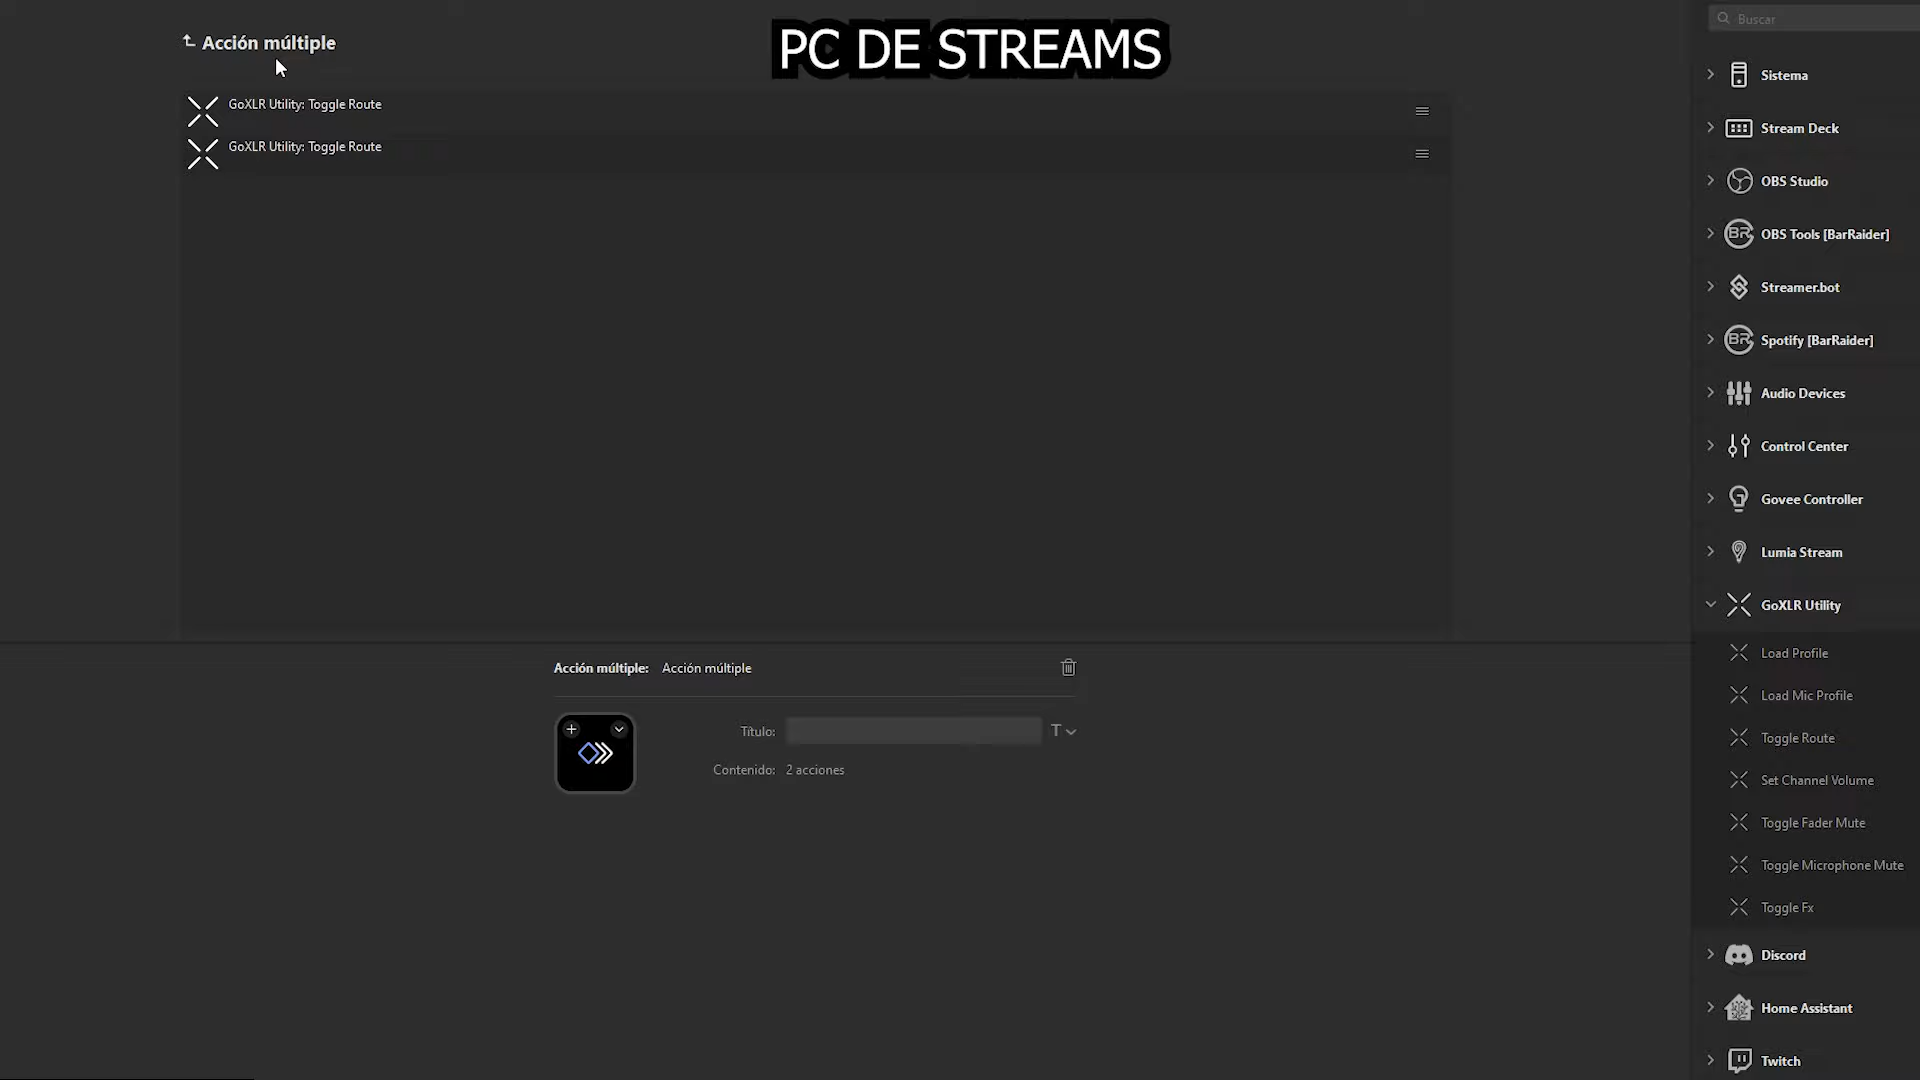 Acción múltiple
PC DE STREAMS
GoXLR Utility: Toggle Route
GoXLR Utility: Toggle Route
Acción múltiple: Acción múltiple
Título:
T
Contenido: 2 acciones
Buscar
Sistema
Stream Deck
OBS Studio
BR OBS Tools [BarRaider]
Streamer.bot
BR Spotify [BarRaider]
Audio Devices
Control Center
Govee Controller
Lumia Stream
GoXLR Utility
Load Profile
Load Mic Profile
Toggle Route
Set Channel Volume
Toggle Fader Mute
Toggle Microphone Mute
Toggle Fx
Discord
Home Assistant
Twitch